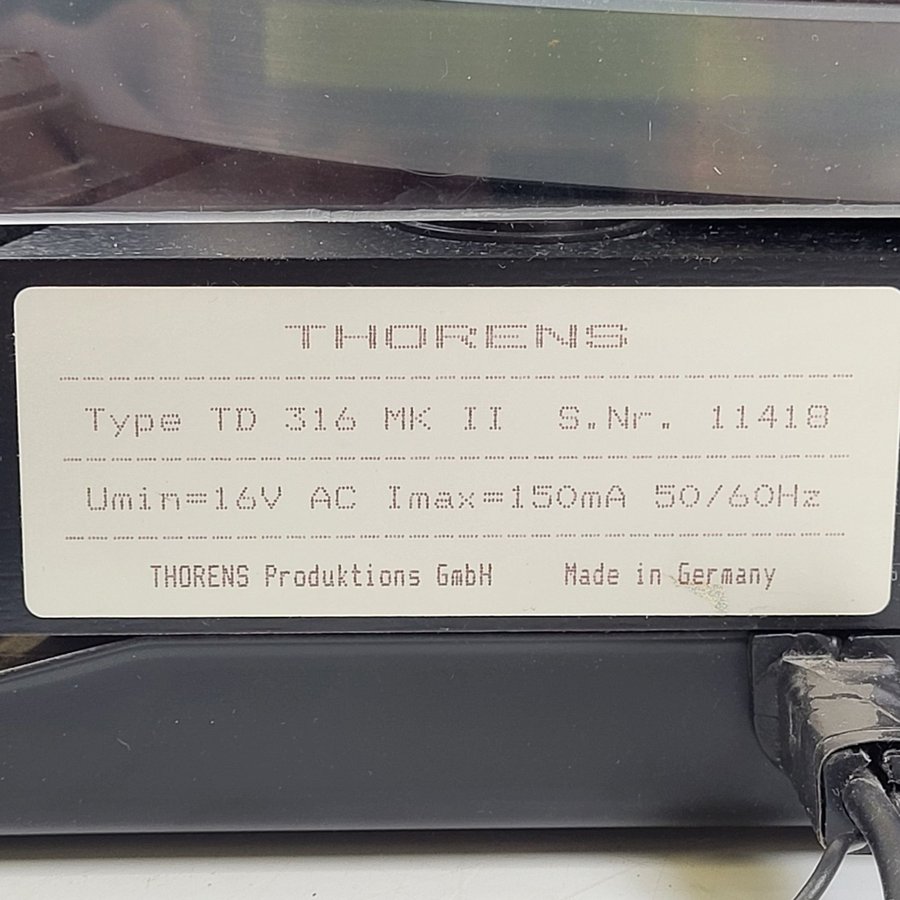 THORENS
Type TD 316 MK II S.Nr. 11418
Umin=16V AC Imax=150mA 50/60Hz
THORENS Produktions GmbH Made in Germany